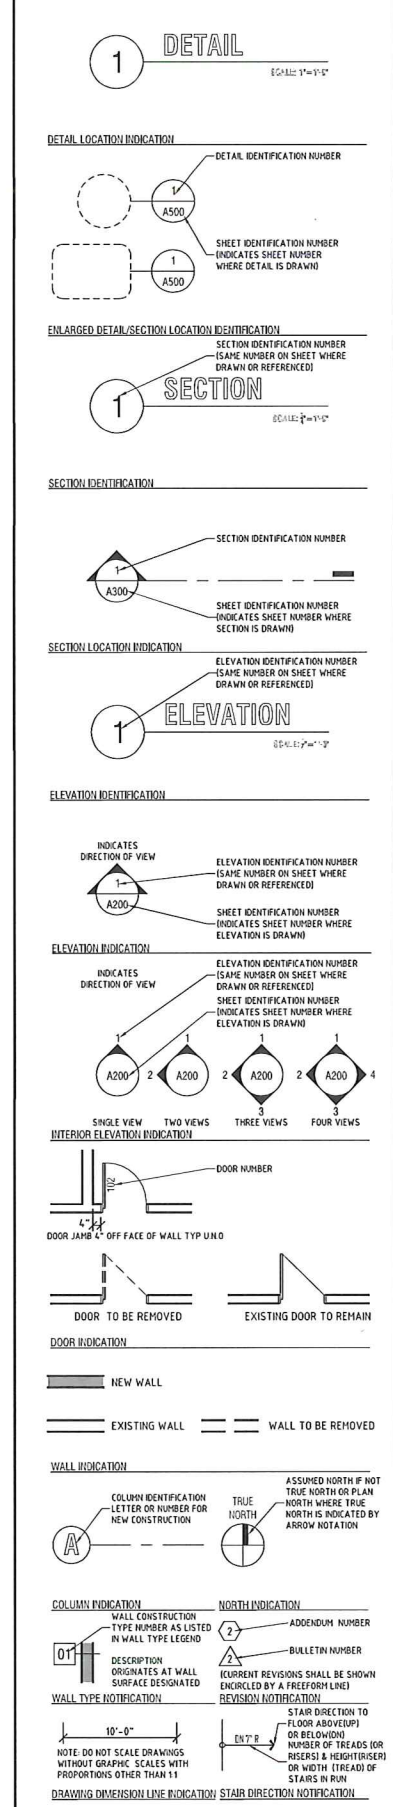 1
DETAIL
SCALE: 1"=1'-0"
DETAIL LOCATION INDICATION
DETAIL IDENTIFICATION NUMBER
1
A500
SHEET IDENTIFICATION NUMBER
(INDICATES SHEET NUMBER
WHERE DETAIL IS DRAWN)
1
A500
ENLARGED DETAIL/SECTION LOCATION IDENTIFICATION
SECTION IDENTIFICATION NUMBER
(SAME NUMBER ON SHEET WHERE
DRAWN OR REFERENCED)
1
SECTION
SCALE:
SECTION IDENTIFICATION
SECTION IDENTIFICATION NUMBER
1
A300
SHEET IDENTIFICATION NUMBER
(INDICATES SHEET NUMBER WHERE
SECTION IS DRAWN)
SECTION LOCATION INDICATION
ELEVATION IDENTIFICATION NUMBER
(SAME NUMBER ON SHEET WHERE
DRAWN OR REFERENCED)
1
ELEVATION
SCALE:
ELEVATION IDENTIFICATION
INDICATES
DIRECTION OF VIEW
ELEVATION IDENTIFICATION NUMBER
(SAME NUMBER ON SHEET WHERE
DRAWN OR REFERENCED)
1
A200
SHEET IDENTIFICATION NUMBER
(INDICATES SHEET NUMBER WHERE
ELEVATION IS DRAWN)
ELEVATION INDICATION
INDICATES
DIRECTION OF VIEW
ELEVATION IDENTIFICATION NUMBER
(SAME NUMBER ON SHEET WHERE
DRAWN OR REFERENCED)
SHEET IDENTIFICATION NUMBER
(INDICATES SHEET NUMBER WHERE
ELEVATION IS DRAWN)
1 1 1 1
A200 2 A200 2 A200 2 A200 4
3 3
SINGLE VIEW TWO VIEWS THREE VIEWS FOUR VIEWS
INTERIOR ELEVATION INDICATION
DOOR NUMBER
102
4"
DOOR JAMB 4" OFF FACE OF WALL TYP U.N.O
DOOR TO BE REMOVED EXISTING DOOR TO REMAIN
DOOR INDICATION
NEW WALL
EXISTING WALL WALL TO BE REMOVED
WALL INDICATION
COLUMN IDENTIFICATION
LETTER OR NUMBER FOR
NEW CONSTRUCTION
A
TRUE
NORTH
ASSUMED NORTH IF NOT
TRUE NORTH OR PLAN
NORTH WHERE TRUE
NORTH IS INDICATED BY
ARROW NOTATION
COLUMN INDICATION NORTH INDICATION
WALL CONSTRUCTION
TYPE NUMBER AS LISTED
IN WALL TYPE LEGEND
01
DESCRIPTION
ORIGINATES AT WALL
SURFACE DESIGNATED
2 ADDENDUM NUMBER
2 BULLETIN NUMBER
(CURRENT REVISIONS SHALL BE SHOWN
ENCIRCLED BY A FREEFORM LINE)
WALL TYPE NOTIFICATION REVISION NOTIFICATION
10'-0"
NOTE: DO NOT SCALE DRAWINGS
WITHOUT GRAPHIC SCALES WITH
PROPORTIONS OTHER THAN 1:1
DN 7" R
STAIR DIRECTION TO
FLOOR ABOVE(UP)
OR BELOW(DN)
NUMBER OF TREADS (OR
RISERS) & HEIGHT(RISER)
OR WIDTH (TREAD) OF
STAIRS IN RUN
DRAWING DIMENSION LINE INDICATION STAIR DIRECTION NOTIFICATION